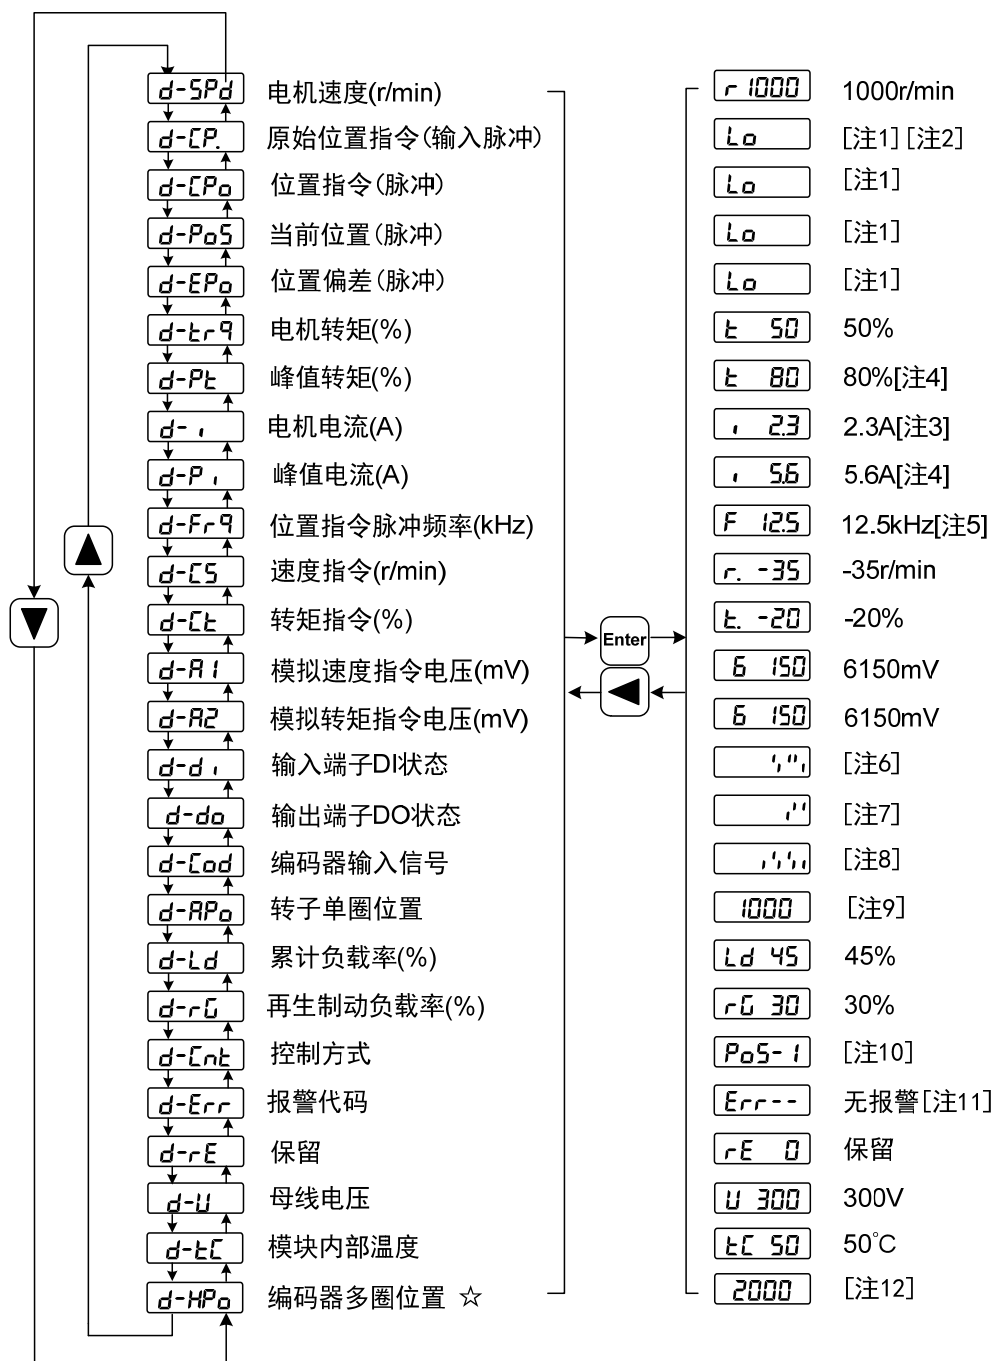 d-SPd 电机速度(r/min) r 1000 1000r/min
d-CP. 原始位置指令(输入脉冲) Lo [注1] [注2]
d-CPo 位置指令(脉冲) Lo [注1]
d-PoS 当前位置(脉冲) Lo [注1]
d-EPo 位置偏差(脉冲) Lo [注1]
d-trq 电机转矩(%) t 50 50%
d-Pt 峰值转矩(%) t 80 80%[注4]
d-i 电机电流(A) i 2.3 2.3A[注3]
d-Pi 峰值电流(A) i 5.6 5.6A[注4]
d-Frq 位置指令脉冲频率(kHz) F 12.5 12.5kHz[注5]
d-CS 速度指令(r/min) r. -35 -35r/min
d-Ct 转矩指令(%) t. -20 -20%
Enter
d-A1 模拟速度指令电压(mV) 6 150 6150mV
d-A2 模拟转矩指令电压(mV) 6 150 6150mV
d-di 输入端子DI状态 [注6]
d-do 输出端子DO状态 [注7]
d-Cod 编码器输入信号 [注8]
d-APo 转子单圈位置 1000 [注9]
d-Ld 累计负载率(%) Ld 45 45%
d-rG 再生制动负载率(%) rG 30 30%
d-Cnt 控制方式 PoS-1 [注10]
d-Err 报警代码 Err-- 无报警[注11]
d-rE 保留 rE 0 保留
d-U 母线电压 U 300 300V
d-tC 模块内部温度 tC 50 50℃
d-HPo 编码器多圈位置 ☆ 2000 [注12]